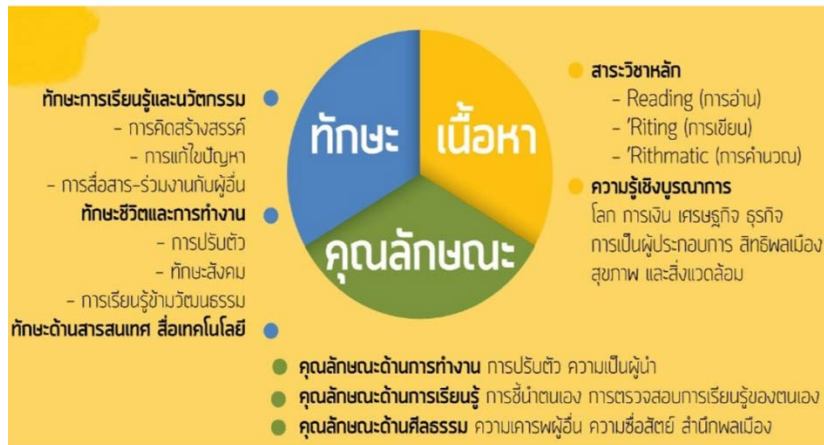 ทักษะ
เนื้อหา
คุณลักษณะ
ทักษะการเรียนรู้และนวัตกรรม
- การคิดสร้างสรรค์
- การแก้ไขปัญหา
- การสื่อสาร-ร่วมงานกับผู้อื่น
ทักษะชีวิตและการทำงาน
- การปรับตัว
- ทักษะสังคม
- การเรียนรู้ข้ามวัฒนธรรม
ทักษะด้านสารสนเทศ สื่อเทคโนโลยี
สาระวิชาหลัก
- Reading (การอ่าน)
- 'Riting (การเขียน)
- 'Rithmatic (การคำนวณ)
ความรู้เชิงบูรณาการ
โลก การเงิน เศรษฐกิจ ธุรกิจ
การเป็นผู้ประกอบการ สิทธิพลเมือง
สุขภาพ และสิ่งแวดล้อม
คุณลักษณะด้านการทำงาน การปรับตัว ความเป็นผู้นำ
คุณลักษณะด้านการเรียนรู้ การชี้นำตนเอง การตรวจสอบการเรียนรู้ของตนเอง
คุณลักษณะด้านศีลธรรม ความเคารพผู้อื่น ความซื่อสัตย์ สำนึกพลเมือง